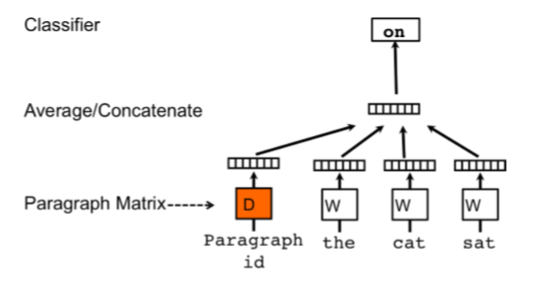 Classifier
on
Average/Concatenate
Paragraph Matrix----->
D W W W
Paragraph the cat sat
id